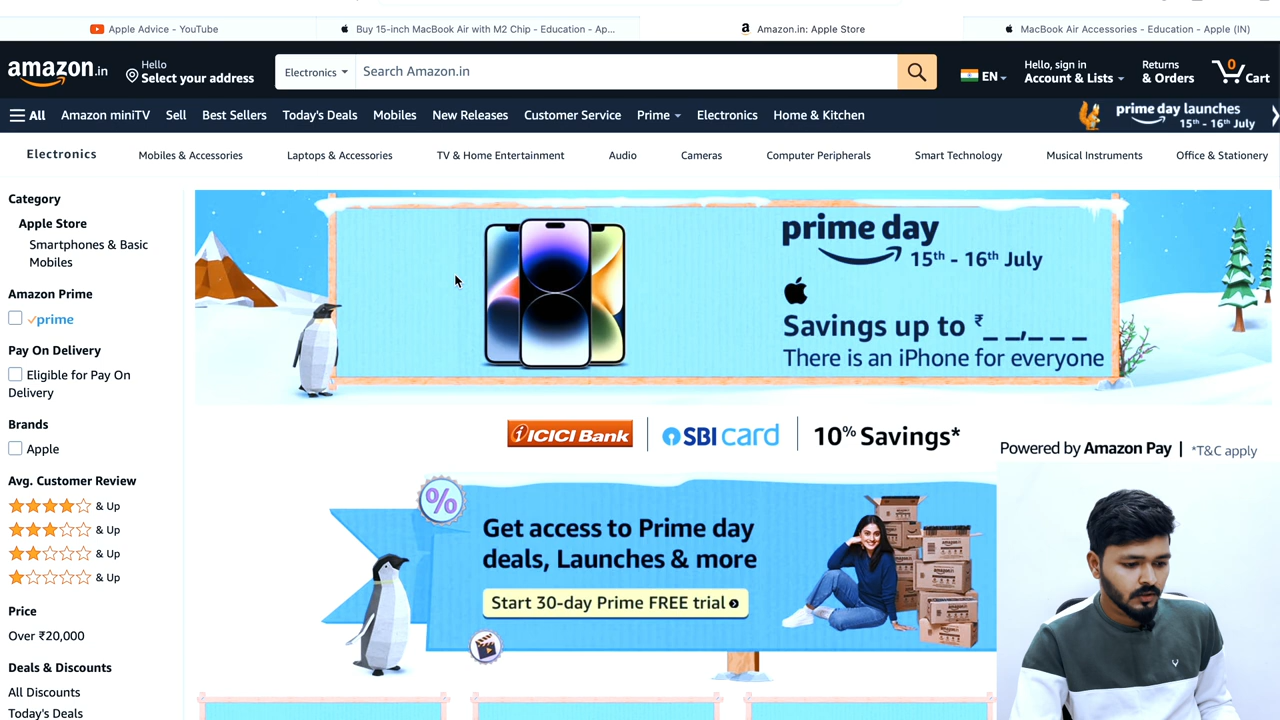 Apple Advice - YouTube
Buy 15-inch MacBook Air with M2 Chip - Education - Ap...
Amazon.in: Apple Store
MacBook Air Accessories - Education - Apple (IN)
amazon.in
Hello
Select your address
Electronics
Search Amazon.in
EN
Hello, sign in
Account & Lists
Returns
& Orders
0
Cart
All
Amazon miniTV
Sell
Best Sellers
Today's Deals
Mobiles
New Releases
Customer Service
Prime
Electronics
Home & Kitchen
prime day launches
15th - 16th July
Electronics
Mobiles & Accessories
Laptops & Accessories
TV & Home Entertainment
Audio
Cameras
Computer Peripherals
Smart Technology
Musical Instruments
Office & Stationery
Category
Apple Store
Smartphones & Basic
Mobiles
Amazon Prime
prime
Pay On Delivery
Eligible for Pay On
Delivery
Brands
Apple
Avg. Customer Review
& Up
& Up
& Up
& Up
Price
Over ₹20,000
Deals & Discounts
All Discounts
Today's Deals
prime day
15th - 16th July
Savings up to ₹_ _,_ _ _
There is an iPhone for everyone
ICICI Bank
SBI card
10% Savings*
Powered by Amazon Pay | *T&C apply
%
Get access to Prime day
deals, Launches & more
Start 30-day Prime FREE trial